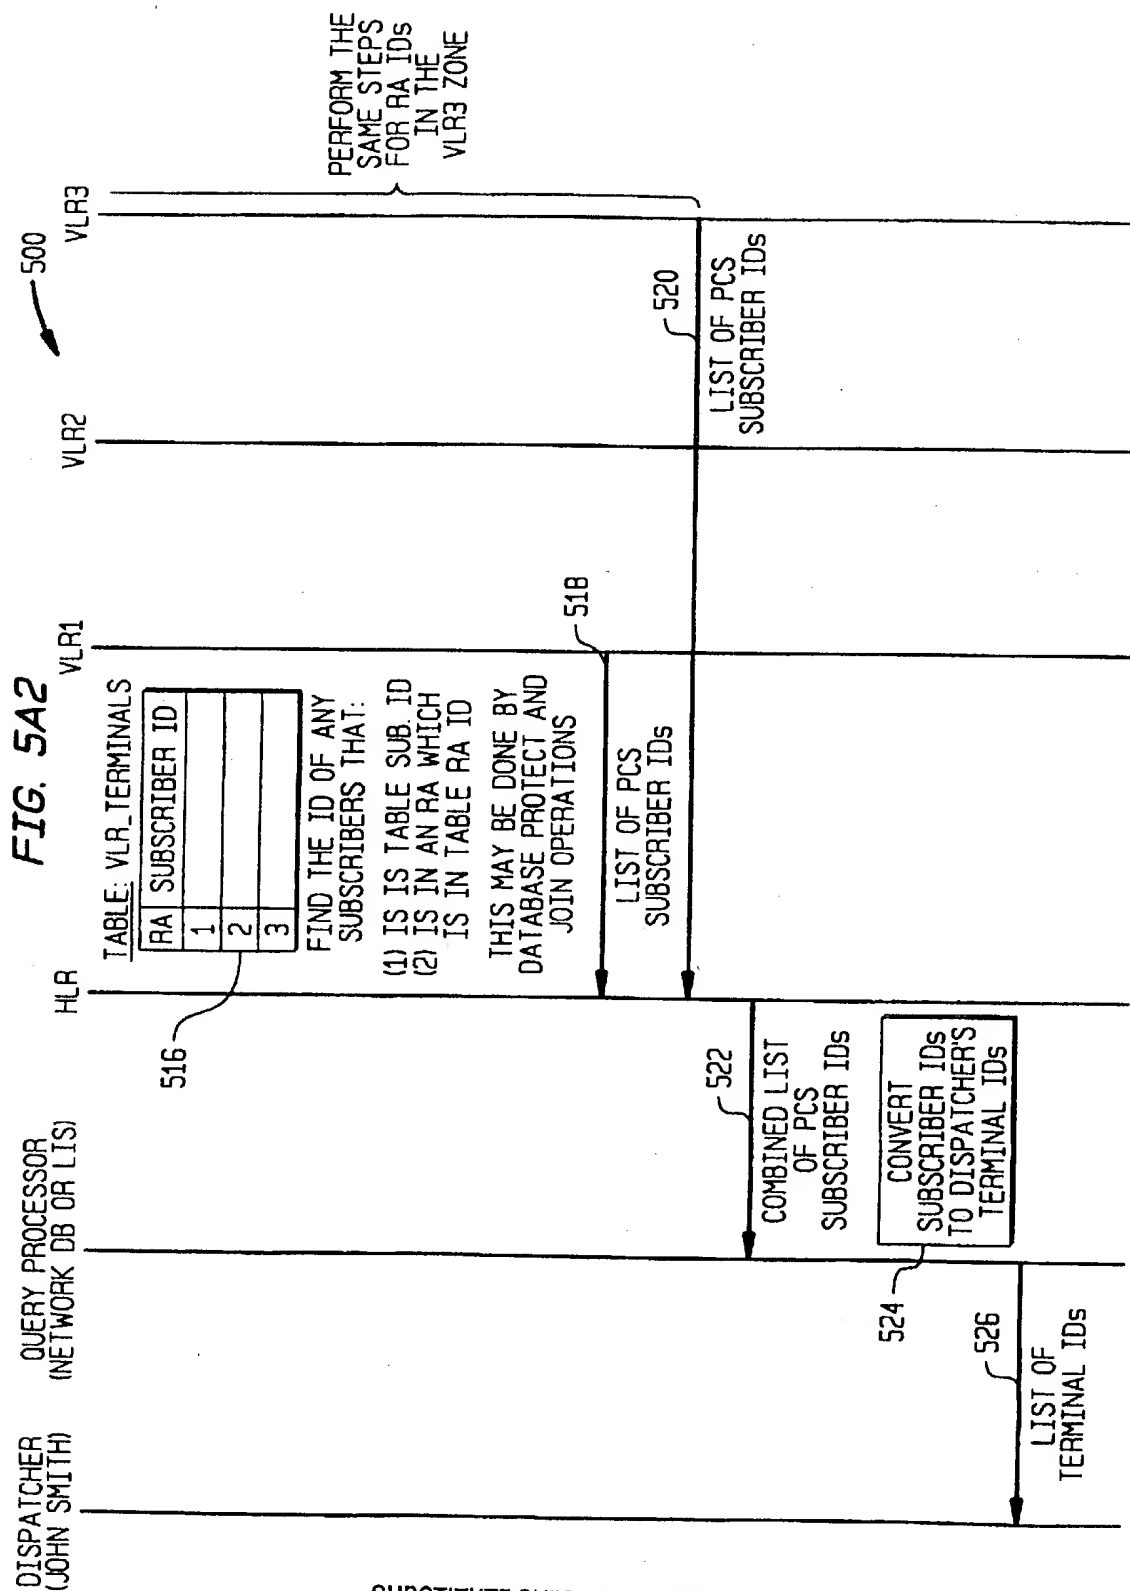 FIG. 5A2
500
DISPATCHER
(JOHN SMITH)
QUERY PROCESSOR
(NETWORK DB OR LIS)
HLR
VLR1
VLR2
VLR3
TABLE: VLR_TERMINALS
RA SUBSCRIBER ID
1
2
3
516
FIND THE ID OF ANY
SUBSCRIBERS THAT:
(1) IS IS TABLE SUB. ID
(2) IS IN AN RA WHICH
IS IN TABLE RA ID
THIS MAY BE DONE BY
DATABASE PROTECT AND
JOIN OPERATIONS
PERFORM THE
SAME STEPS
FOR RA IDs
IN THE
VLR3 ZONE
518
LIST OF PCS
SUBSCRIBER IDs
520
LIST OF PCS
SUBSCRIBER IDs
522
COMBINED LIST
OF PCS
SUBSCRIBER IDs
CONVERT
SUBSCRIBER IDs
TO DISPATCHER'S
TERMINAL IDs
524
526
LIST OF
TERMINAL IDs